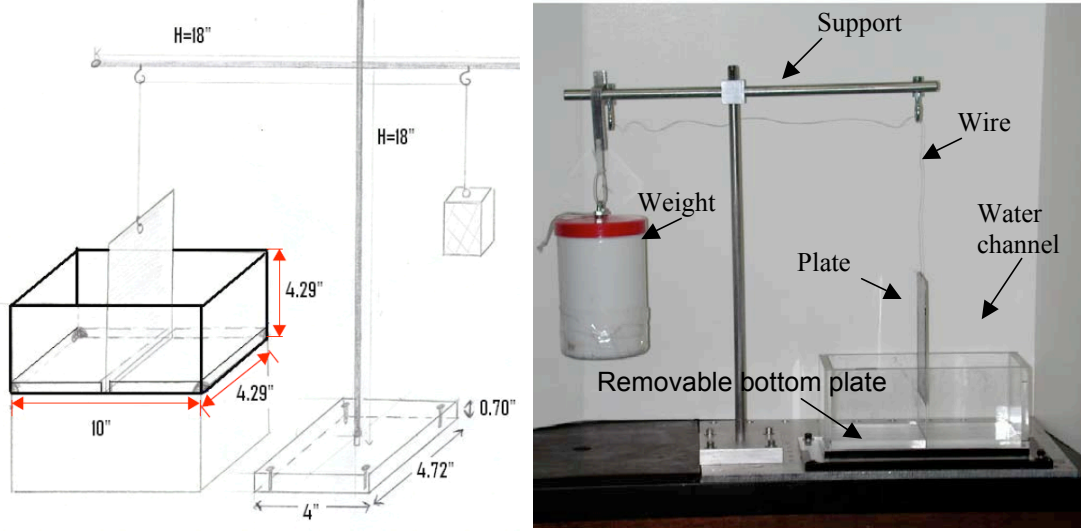 H=18"
H=18"
4.29"
4.29"
10"
0.70"
4.72"
4"
Support
Wire
Weight
Water
channel
Plate
Removable bottom plate